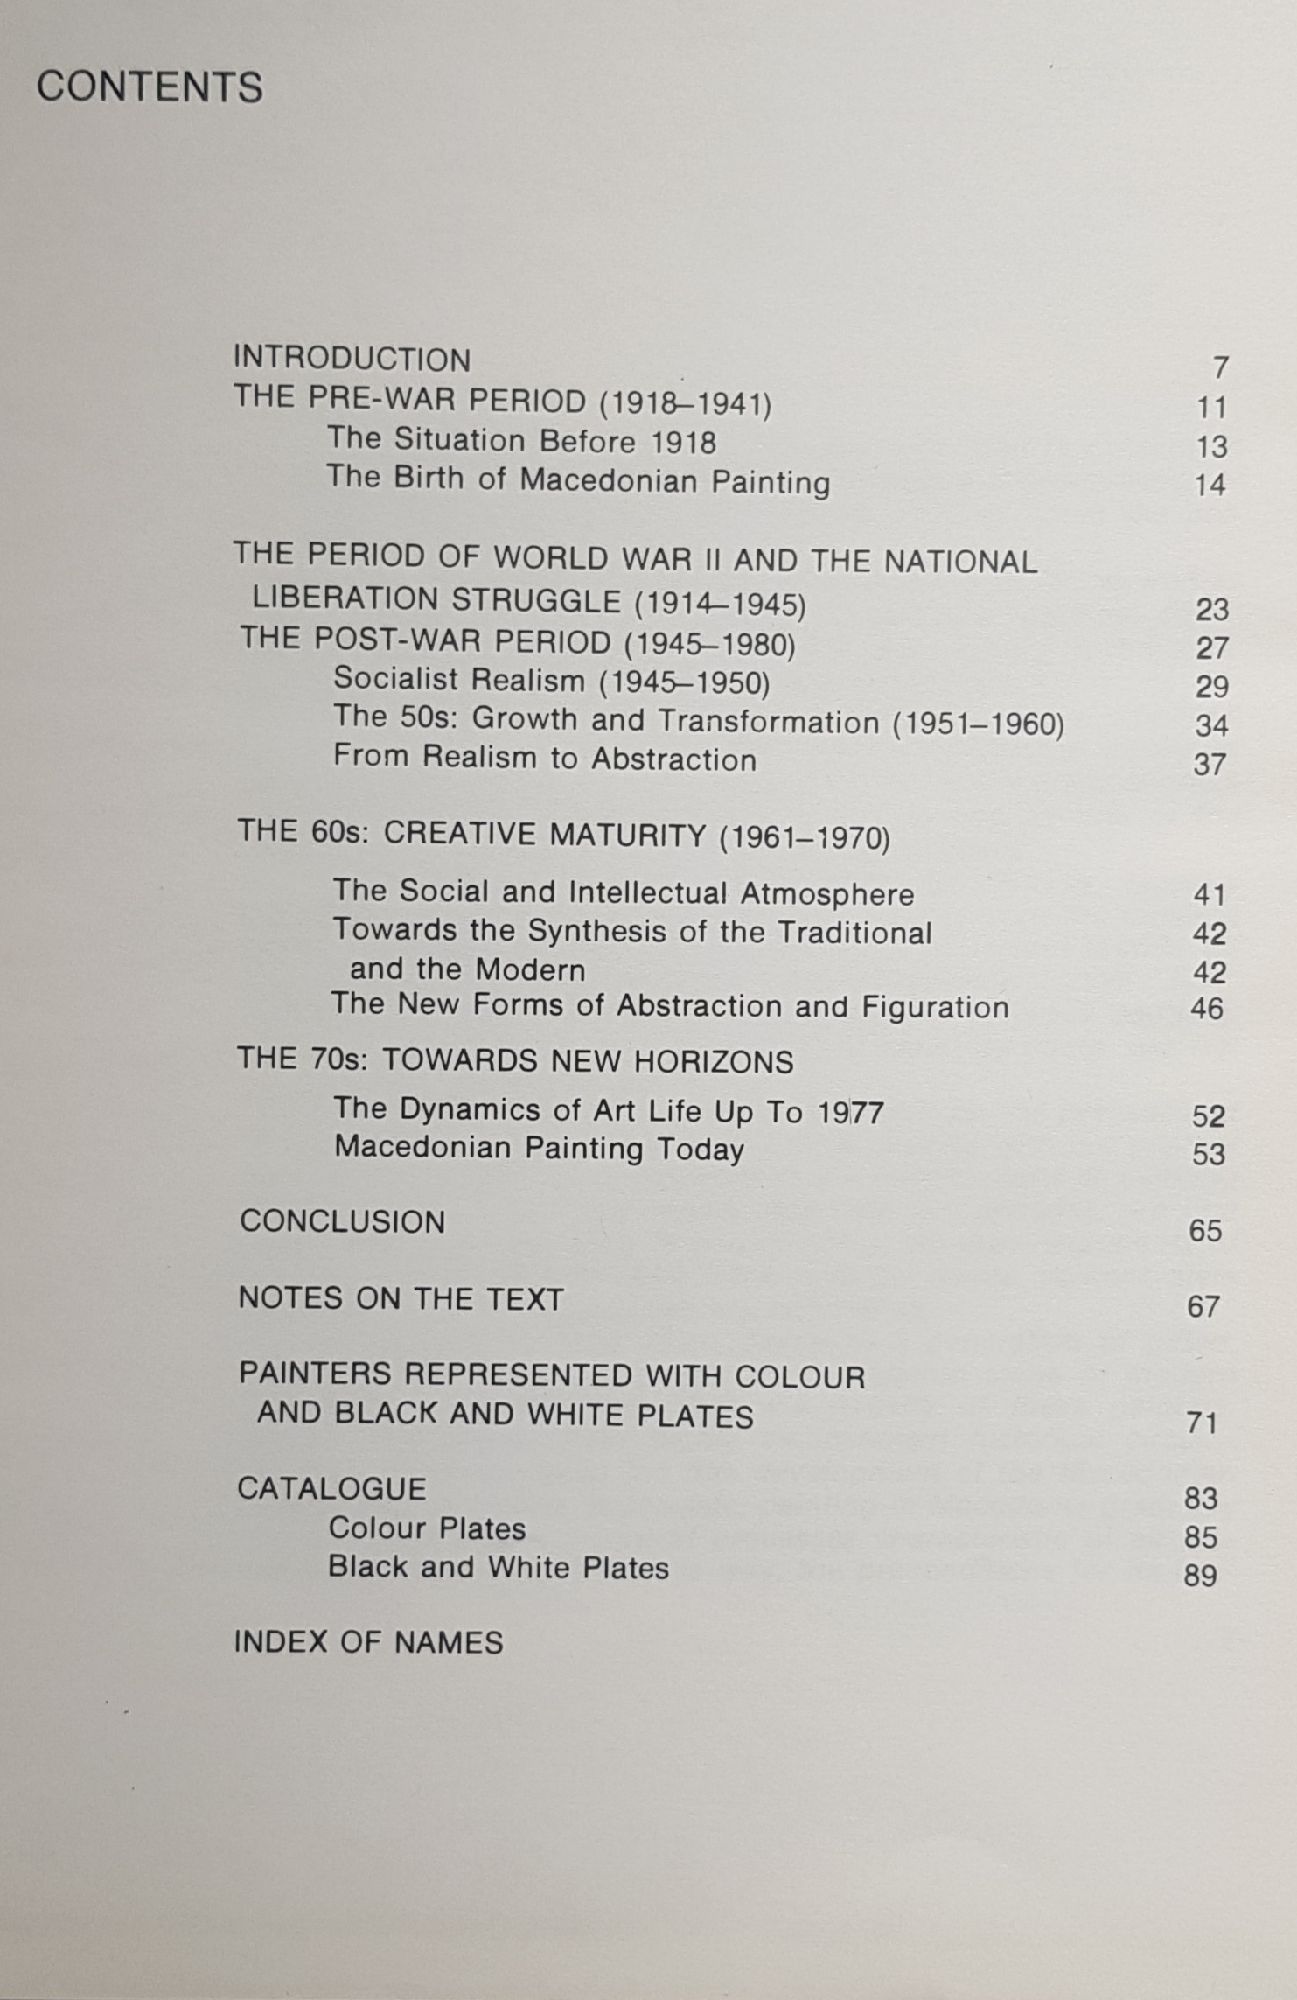 CONTENTS
INTRODUCTION 7
THE PRE-WAR PERIOD (1918–1941) 11
The Situation Before 1918 13
The Birth of Macedonian Painting 14
THE PERIOD OF WORLD WAR II AND THE NATIONAL
LIBERATION STRUGGLE (1914–1945) 23
THE POST-WAR PERIOD (1945–1980) 27
Socialist Realism (1945–1950) 29
The 50s: Growth and Transformation (1951–1960) 34
From Realism to Abstraction 37
THE 60s: CREATIVE MATURITY (1961–1970)
The Social and Intellectual Atmosphere 41
Towards the Synthesis of the Traditional 42
and the Modern 42
The New Forms of Abstraction and Figuration 46
THE 70s: TOWARDS NEW HORIZONS
The Dynamics of Art Life Up To 1977 52
Macedonian Painting Today 53
CONCLUSION 65
NOTES ON THE TEXT 67
PAINTERS REPRESENTED WITH COLOUR
AND BLACK AND WHITE PLATES 71
CATALOGUE 83
Colour Plates 85
Black and White Plates 89
INDEX OF NAMES